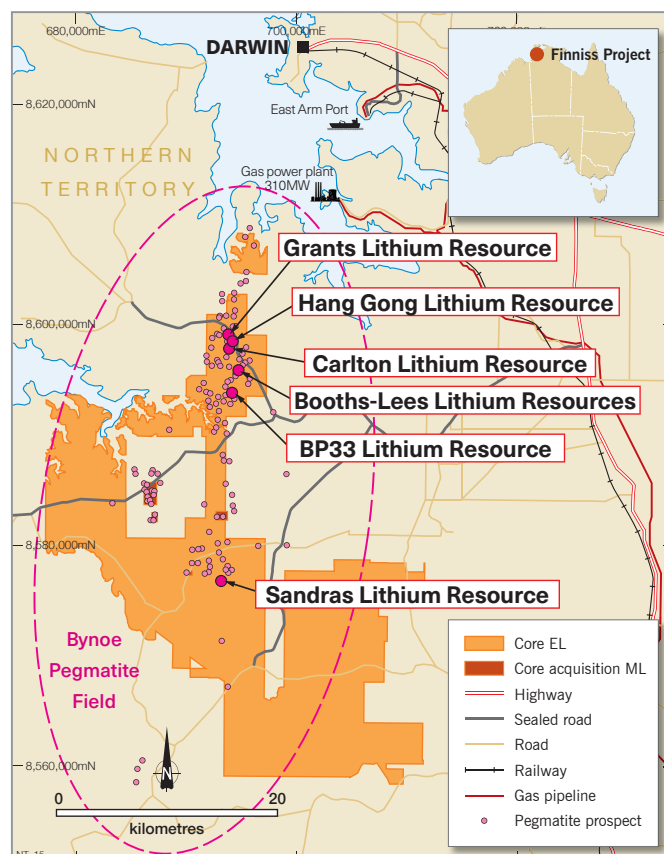 680,000mE
700,000mE
DARWIN
Finniss Project
8,620,000mN
East Arm Port
NORTHERN
TERRITORY
Gas power plant
310MW
Grants Lithium Resource
Hang Gong Lithium Resource
8,600,000mN
Carlton Lithium Resource
Booths-Lees Lithium Resources
BP33 Lithium Resource
8,580,000mN
Sandras Lithium Resource
Bynoe
Pegmatite
Field
Core EL
Core acquisition ML
Highway
Sealed road
Road
Railway
Gas pipeline
Pegmatite prospect
8,560,000mN
N
0
20
kilometres